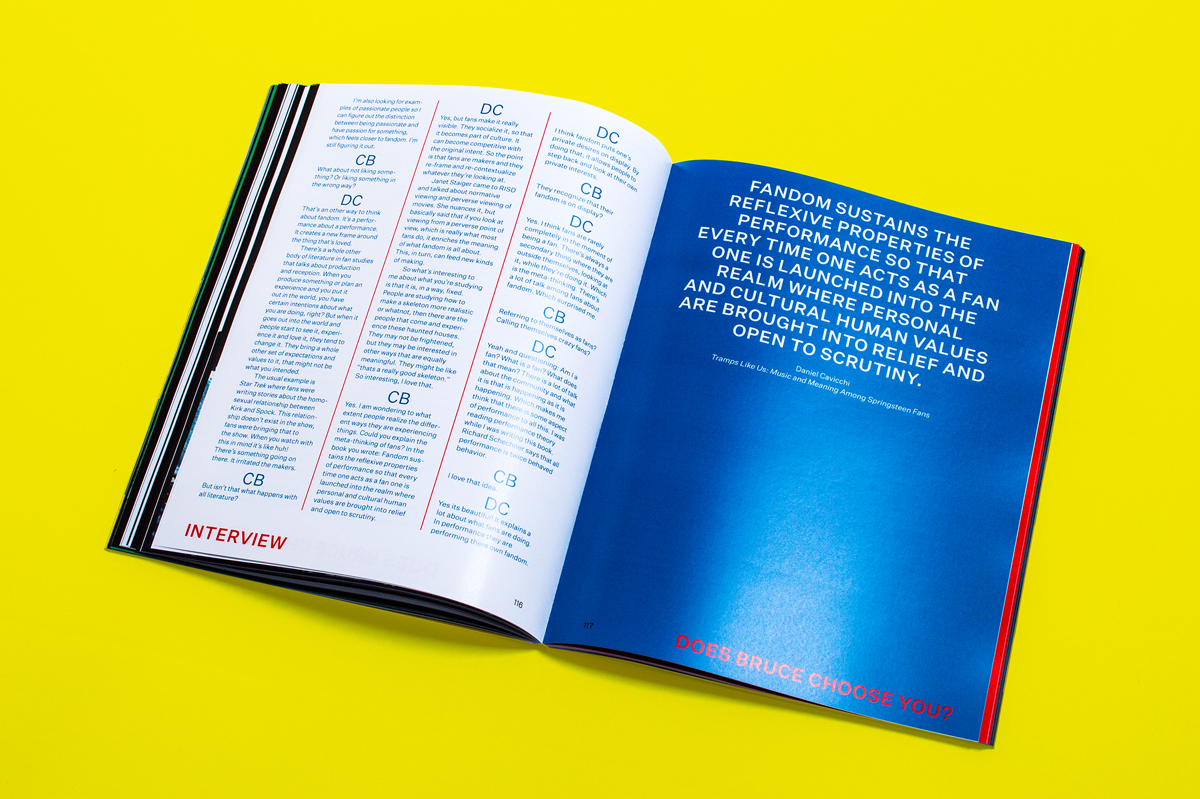 I'm also looking for exam-
ples of passionate people so I
can figure out the distinction
between being passionate and
have passion for something,
which feels closer to fandom. I'm
still figuring it out.
CB
What about not liking some-
thing? Or liking something in
the wrong way?
DC
That's an other way to think
about fandom. It's a perfor-
mance about a performance.
It creates a new frame around
the thing that's loved.
There's a whole other
body of literature in fan studies
that talks about production
and reception. When you
produce something or plan an
experience and you put it
out in the world, you have
certain intentions about what
you are doing, right? But when it
goes out into the world and
people start to see it, experi-
ence it and love it, they tend to
change it. They bring a whole
other set of expectations and
values to it, that might not be
what you intended.
The usual example is
Star Trek where fans were
writing stories about the homo-
sexual relationship between
Kirk and Spock. This relation-
ship doesn't exist in the show,
fans were bringing that to
the show. When you watch with
this in mind it's like huh!
There's something going on
there. It irritated the makers.
CB
But isn't that what happens with
all literature?
DC
Yes, but fans make it really
visible. They socialize it, so that
it becomes part of culture. It
can become competitive with
the original intent. So the point
is that fans are makers and they
re-frame and re-contextualize
whatever they're looking at.
Janet Staiger came to RISD
and talked about normative
viewing and perverse viewing of
movies. She nuances it, but
basically said that if you look at
viewing from a perverse point of
view, which is really what most
fans do, it enriches the meaning
of what fandom is all about.
This, in turn, can feed new kinds
of making.
So what's interesting to
me about what you're studying
is that it is, in a way, fixed.
People are studying how to
make a skeleton more realistic
or whatnot, then there are the
people that come and experi-
ence these haunted houses.
They may not be frightened,
but they may be interested in
other ways that are equally
meaningful. They might be like
"thats a really good skeleton."
So interesting, I love that.
CB
Yes. I am wondering to what
extent people realize the differ-
ent ways they are experiencing
things. Could you explain the
meta-thinking of fans? In the
book you wrote: Fandom sus-
tains the reflexive properties
of performance so that every
time one acts as a fan one is
launched into the realm where
personal and cultural human
values are brought into relief
and open to scrutiny.
DC
I think fandom puts one's
private desires on display. By
doing that, it allows people to
step back and look at their own
private interests.
CB
They recognize that their
fandom is on display?
DC
Yes. I think fans are rarely
completely in the moment of
being a fan. There's always a
secondary thing where they are
outside themselves, looking at
it, while they're doing it. Which
is the meta-thinking. There's
a lot of talk among fans about
fandom. Which surprised me.
CB
Referring to themselves as fans?
Calling themselves crazy fans?
DC
Yeah and questioning: Am I a
fan? What is a fan? What does
that mean? There is a lot of talk
about the community and what
it is that is happening as it is
happening. Which makes me
think that there is some aspect
of performance to all this. I was
reading performance theory
while I was writing this book.
Richard Schechner says that all
performance is twice behaved
behavior.
CB
I love that idea.
DC
Yes its beautiful! It explains a
lot about what fans are doing.
In performance they are
performing there own fandom.
INTERVIEW
116
FANDOM SUSTAINS THE
REFLEXIVE PROPERTIES OF
PERFORMANCE SO THAT
EVERY TIME ONE ACTS AS A FAN
ONE IS LAUNCHED INTO THE
REALM WHERE PERSONAL
AND CULTURAL HUMAN VALUES
ARE BROUGHT INTO RELIEF AND
OPEN TO SCRUTINY.
Daniel Cavicchi
Tramps Like Us: Music and Meaning Among Springsteen Fans
117
DOES BRUCE CHOOSE YOU?